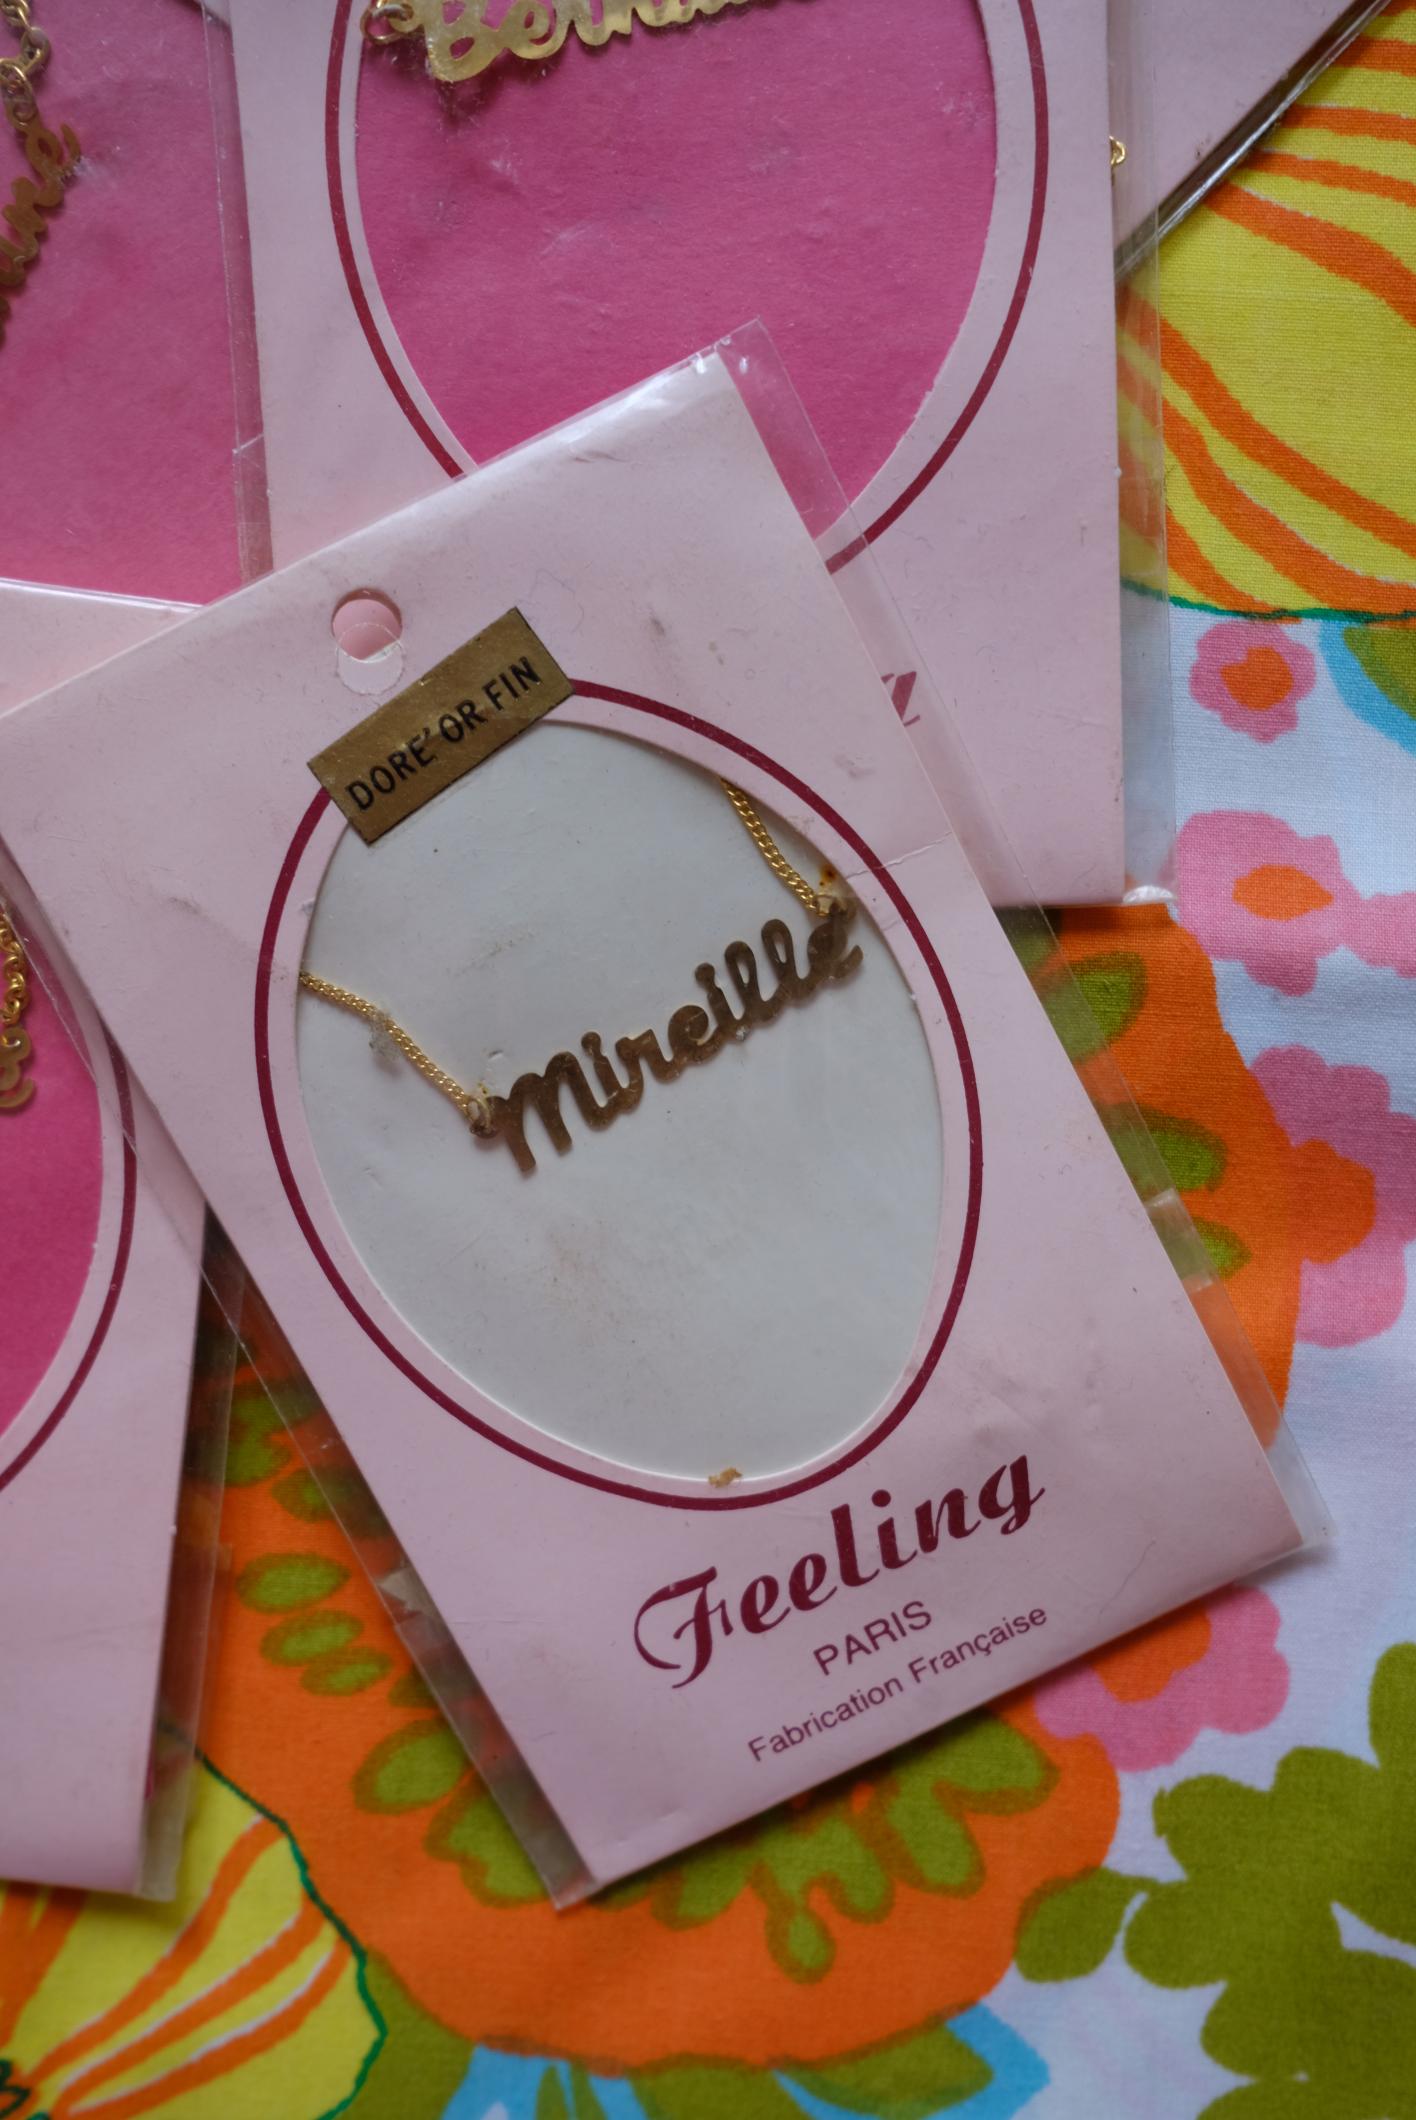 DORE' OR FIN
Mireille
Feeling
PARIS
Fabrication Française